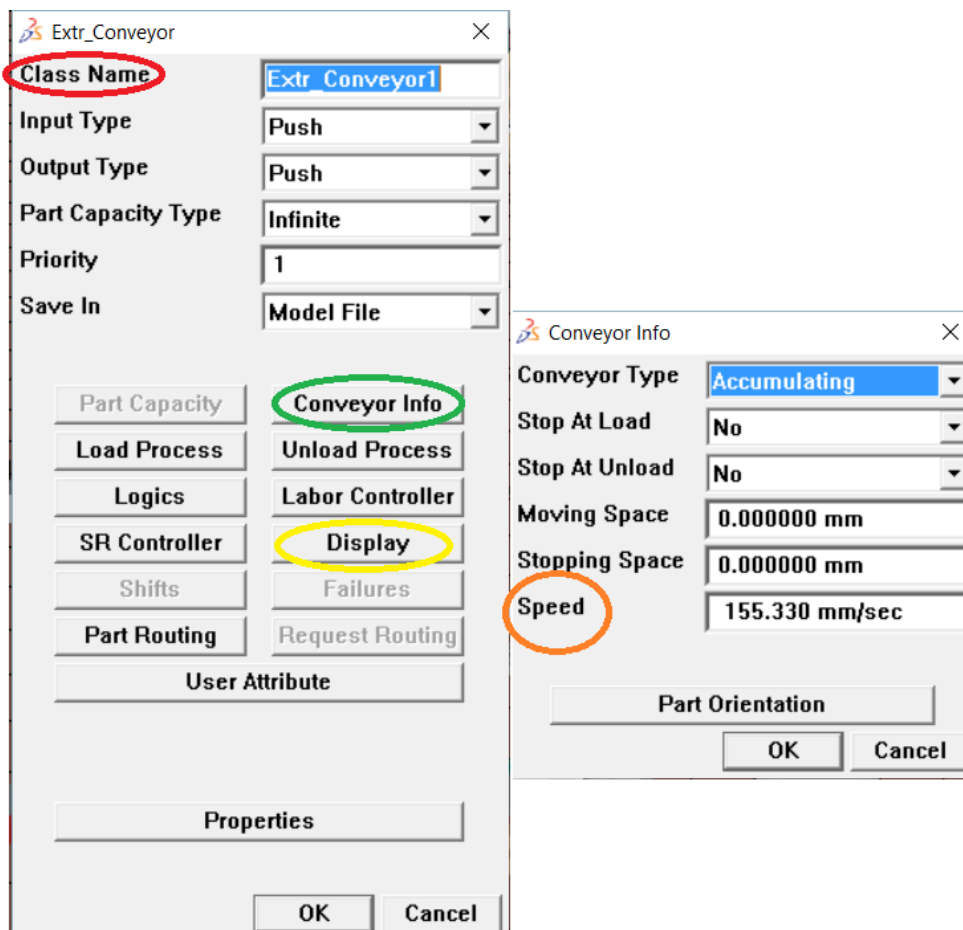 Extr_Conveyor
Class Name Extr_Conveyor1
Input Type Push
Output Type Push
Part Capacity Type Infinite
Priority 1
Save In Model File
Part Capacity Conveyor Info
Load Process Unload Process
Logics Labor Controller
SR Controller Display
Shifts Failures
Part Routing Request Routing
User Attribute
Properties
OK Cancel
Conveyor Info
Conveyor Type Accumulating
Stop At Load No
Stop At Unload No
Moving Space 0.000000 mm
Stopping Space 0.000000 mm
Speed 155.330 mm/sec
Part Orientation
OK Cancel